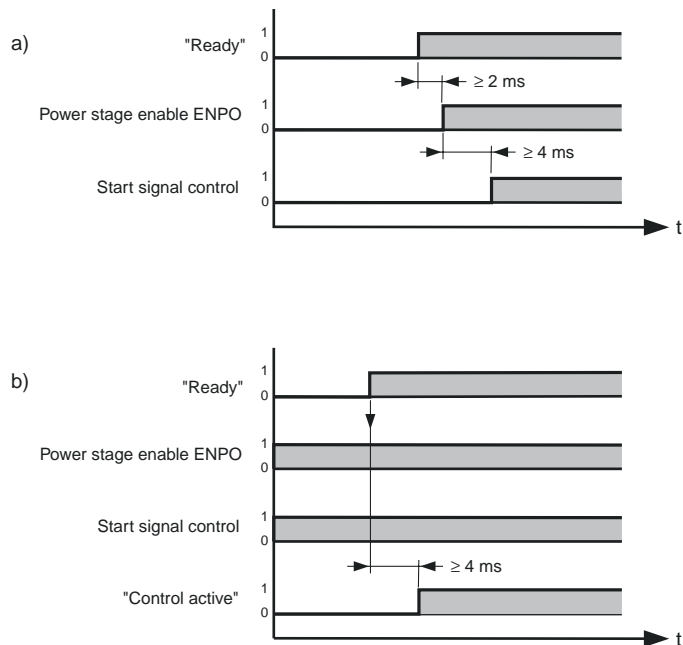 a)
"Ready"
1
0
≥ 2 ms
Power stage enable ENPO
1
0
≥ 4 ms
Start signal control
1
0
t
b)
"Ready"
1
0
Power stage enable ENPO
1
0
Start signal control
1
0
≥ 4 ms
"Control active"
1
0
t